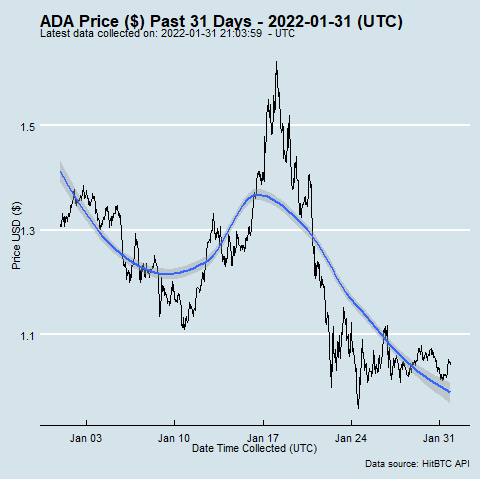 ADA Price ($) Past 31 Days - 2022-01-31 (UTC)
Latest data collected on: 2022-01-31 21:03:59 - UTC
1.5
1.3
1.1
Price USD ($)
Jan 03 Jan 10 Jan 17 Jan 24 Jan 31
Date Time Collected (UTC)
Data source: HitBTC API